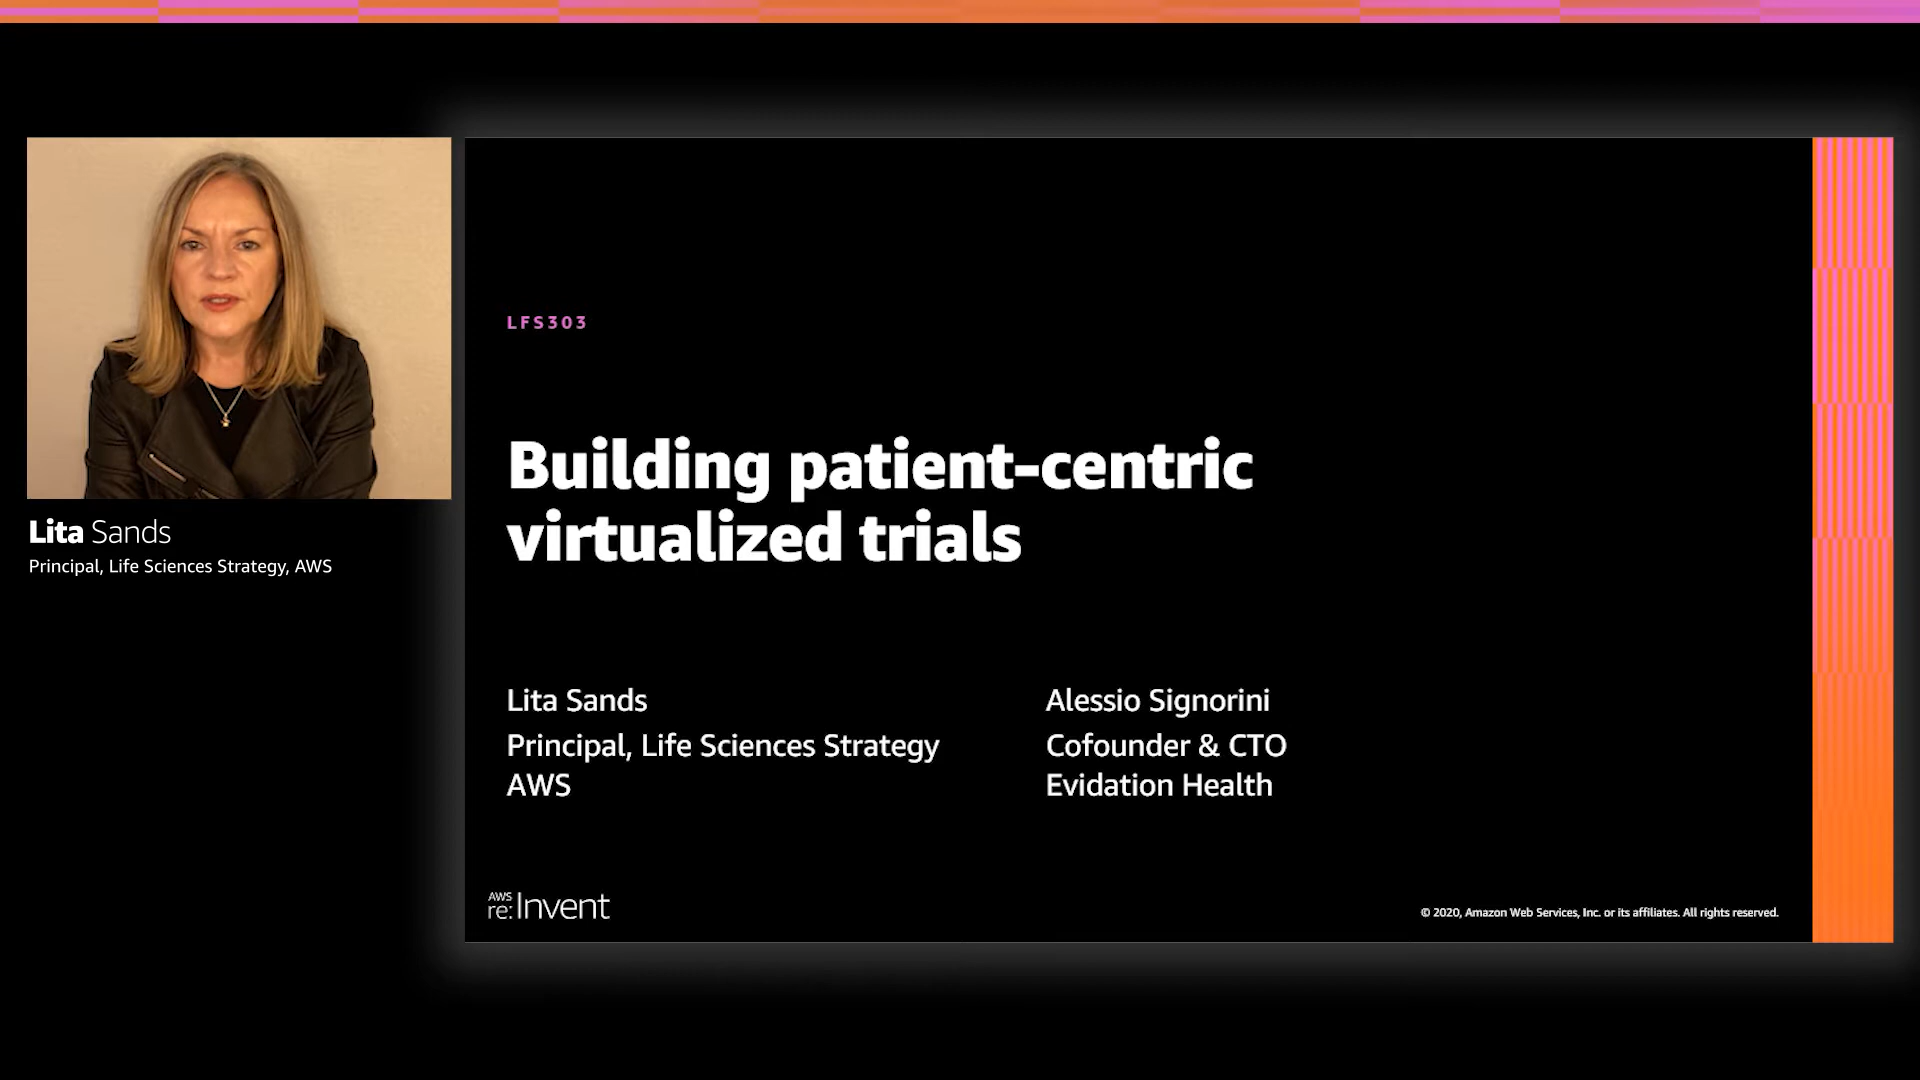 Lita Sands
Principal, Life Sciences Strategy, AWS
LFS303
Building patient-centric
virtualized trials
Lita Sands
Principal, Life Sciences Strategy
AWS
Alessio Signorini
Cofounder & CTO
Evidation Health
AWS
re:Invent
© 2020, Amazon Web Services, Inc. or its affiliates. All rights reserved.